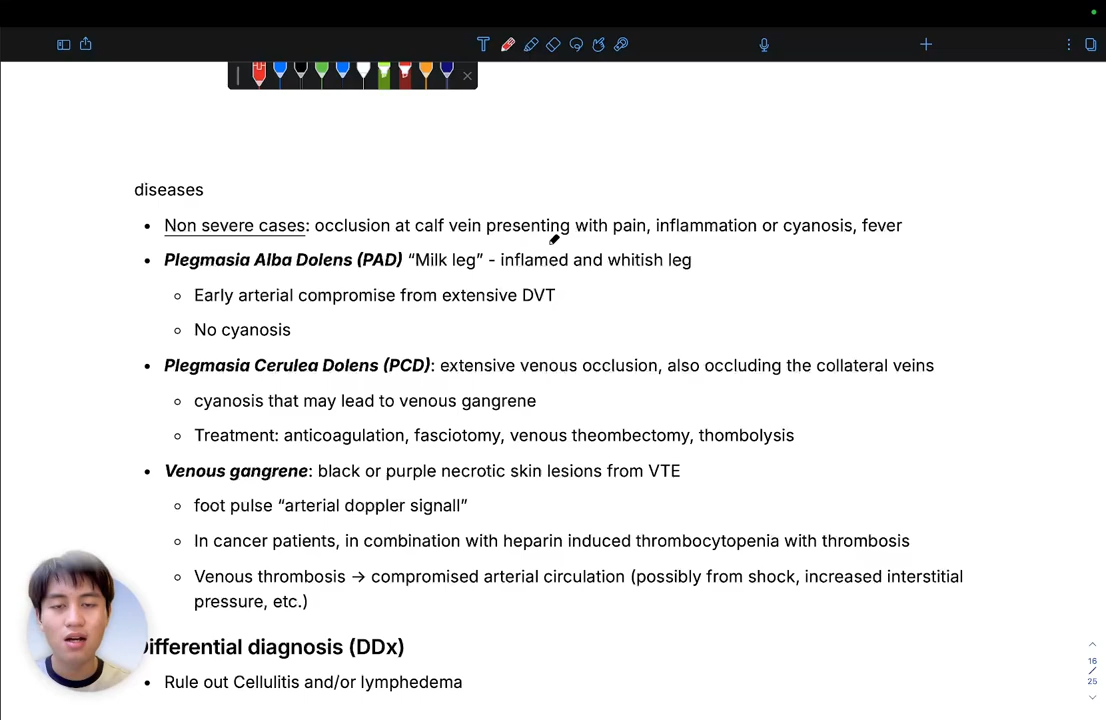 diseases
• Non severe cases: occlusion at calf vein presenting with pain, inflammation or cyanosis, fever
• Plegmasia Alba Dolens (PAD) “Milk leg” - inflamed and whitish leg
◦ Early arterial compromise from extensive DVT
◦ No cyanosis
• Plegmasia Cerulea Dolens (PCD): extensive venous occlusion, also occluding the collateral veins
◦ cyanosis that may lead to venous gangrene
◦ Treatment: anticoagulation, fasciotomy, venous theombectomy, thombolysis
• Venous gangrene: black or purple necrotic skin lesions from VTE
◦ foot pulse “arterial doppler signall”
◦ In cancer patients, in combination with heparin induced thrombocytopenia with thrombosis
◦ Venous thrombosis → compromised arterial circulation (possibly from shock, increased interstitial
pressure, etc.)
Differential diagnosis (DDx)
• Rule out Cellulitis and/or lymphedema
16
/
25